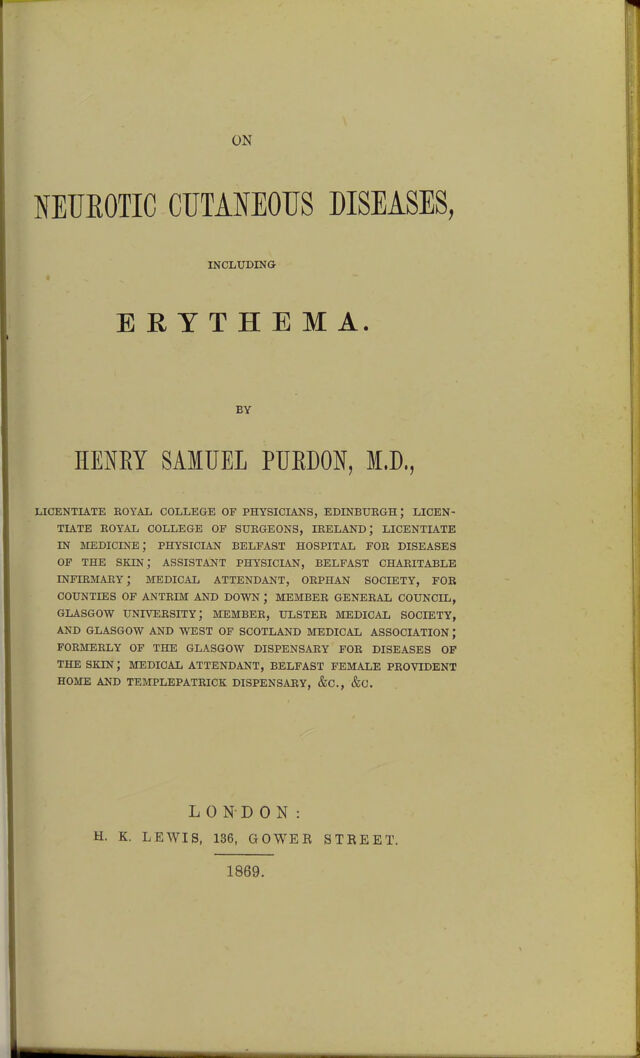 ON
NEUROTIC CUTANEOUS DISEASES,
INCLUDING
ERYTHEMA.
BY
HENRY SAMUEL PURDON, M.D.,
LICENTIATE ROYAL COLLEGE OF PHYSICIANS, EDINBURGH; LICEN-
TIATE ROYAL COLLEGE OF SURGEONS, IRELAND; LICENTIATE
IN MEDICINE; PHYSICIAN BELFAST HOSPITAL FOR DISEASES
OF THE SKIN; ASSISTANT PHYSICIAN, BELFAST CHARITABLE
INFIRMARY; MEDICAL ATTENDANT, ORPHAN SOCIETY, FOR
COUNTIES OF ANTRIM AND DOWN; MEMBER GENERAL COUNCIL,
GLASGOW UNIVERSITY; MEMBER, ULSTER MEDICAL SOCIETY,
AND GLASGOW AND WEST OF SCOTLAND MEDICAL ASSOCIATION;
FORMERLY OF THE GLASGOW DISPENSARY FOR DISEASES OF
THE SKIN; MEDICAL ATTENDANT, BELFAST FEMALE PROVIDENT
HOME AND TEMPLEPATRICK DISPENSARY, &C., &C.
LONDON:
H. K. LEWIS, 136, GOWER STREET.
1869.